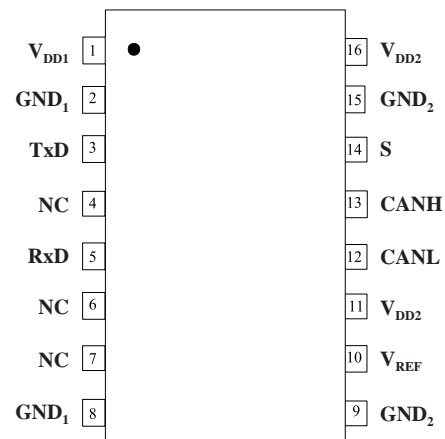 V_DD1 1 16 V_DD2
GND_1 2 15 GND_2
TxD 3 14 S
NC 4 13 CANH
RxD 5 12 CANL
NC 6 11 V_DD2
NC 7 10 V_REF
GND_1 8 9 GND_2